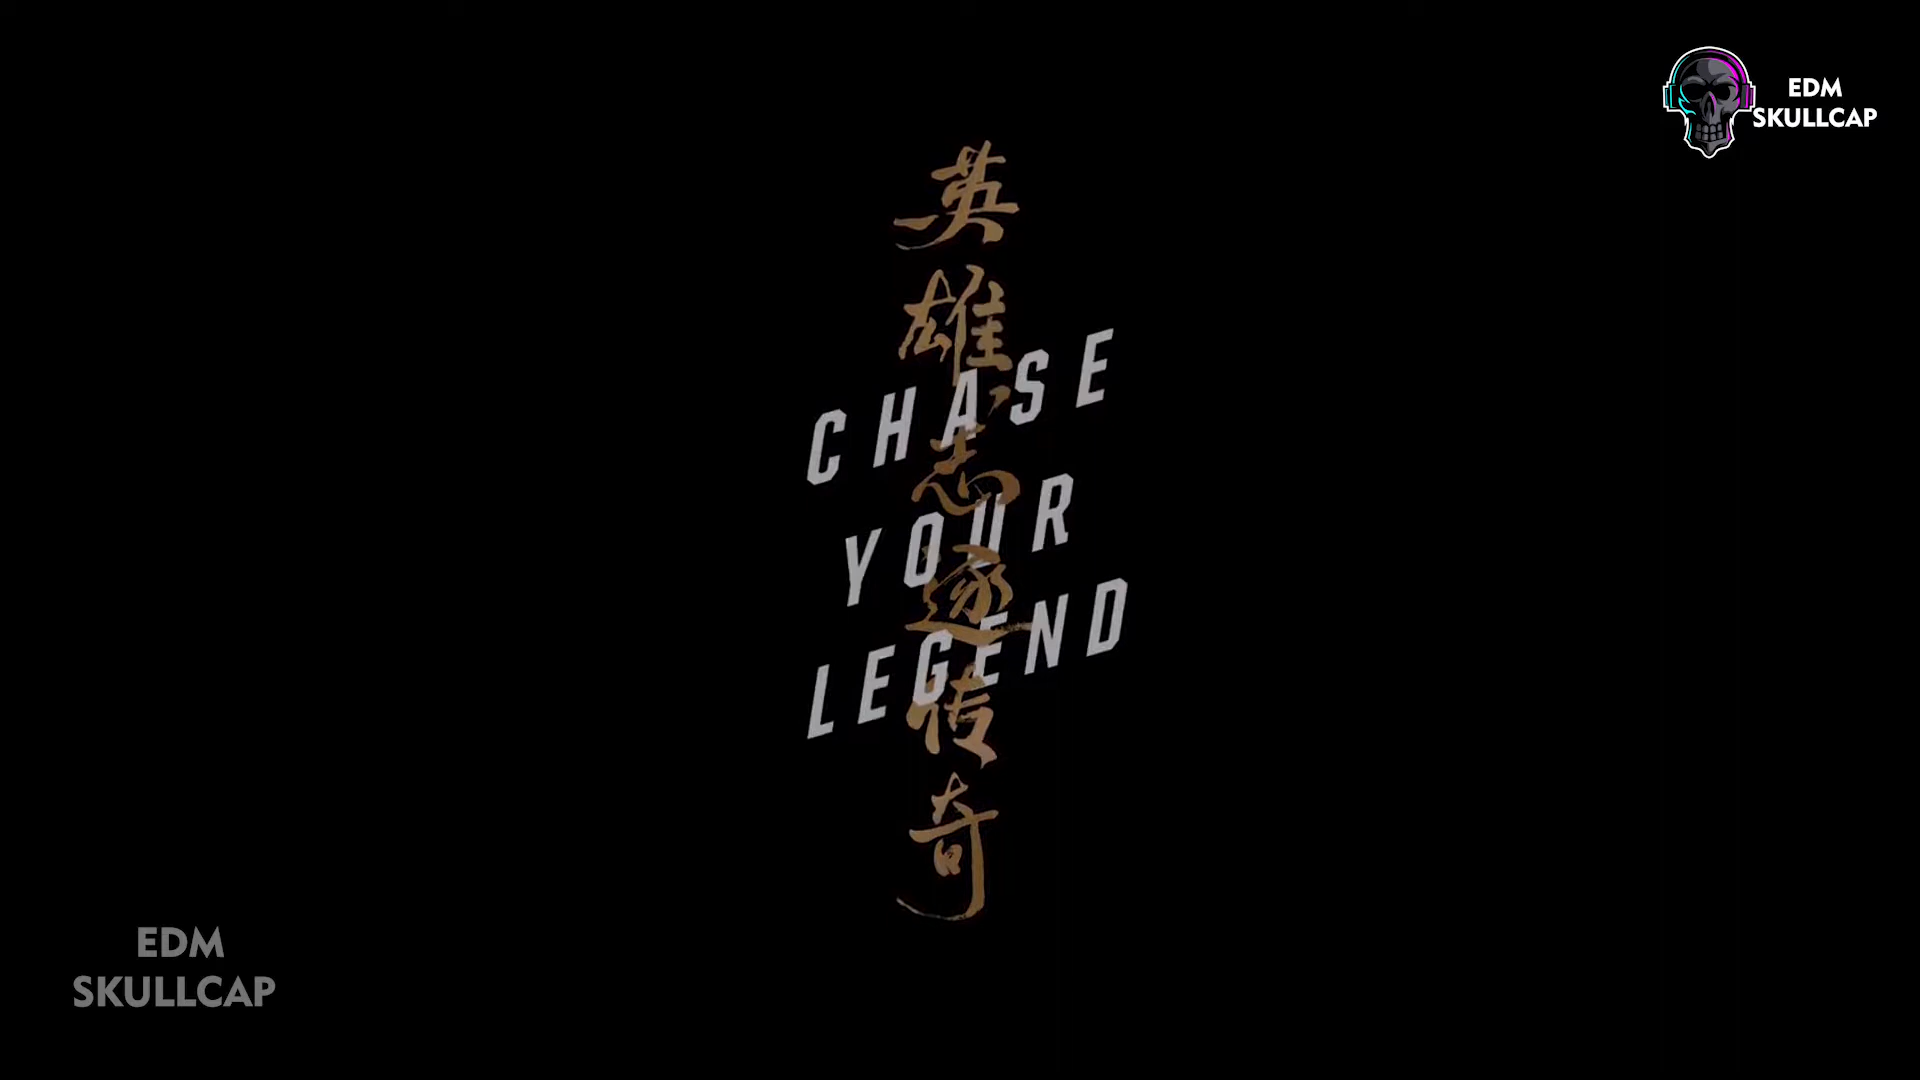 EDM
SKULLCAP
英雄志逐传奇
CHASE
YOUR
LEGEND
EDM
SKULLCAP